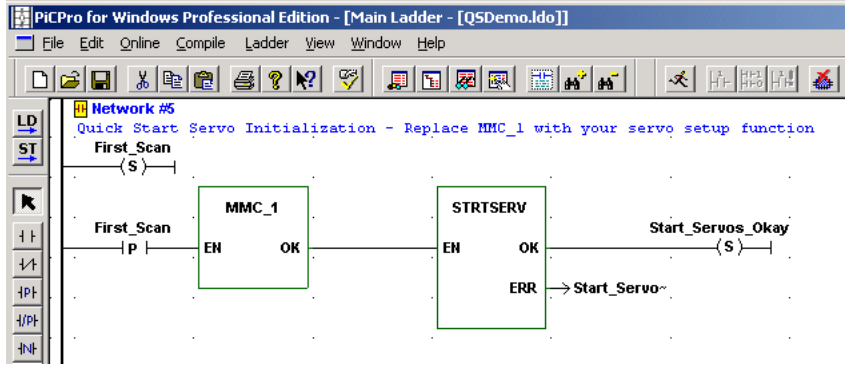 PiCPro for Windows Professional Edition - [Main Ladder - [QSDemo.ldo]]
File Edit Online Compile Ladder View Window Help
Network #5
Quick Start Servo Initialization - Replace MMC_1 with your servo setup function
LD
ST
First_Scan
(S)
MMC_1
STRTSERV
First_Scan
Start_Servos_Okay
P
EN OK
EN OK
(S)
ERR
Start_Servo~
P
/P
N